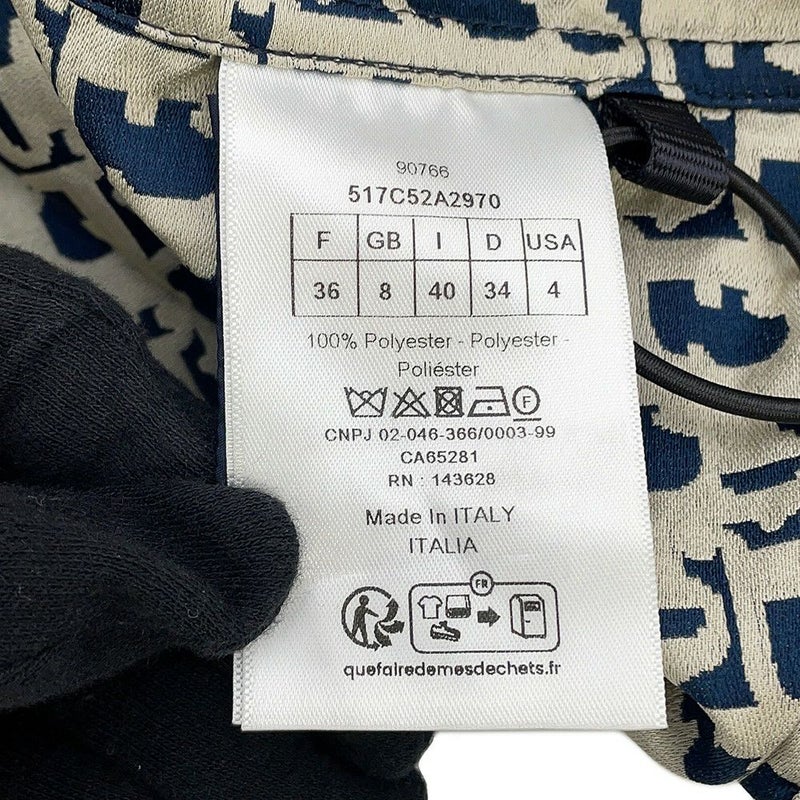 90766
517C52A2970
F GB I D USA
36 8 40 34 4
100% Polyester - Polyester -
Poliéster
F
CNPJ 02-046-366/0003-99
CA65281
RN : 143628
Made In ITALY
ITALIA
FR
quefairedemesdechets.fr